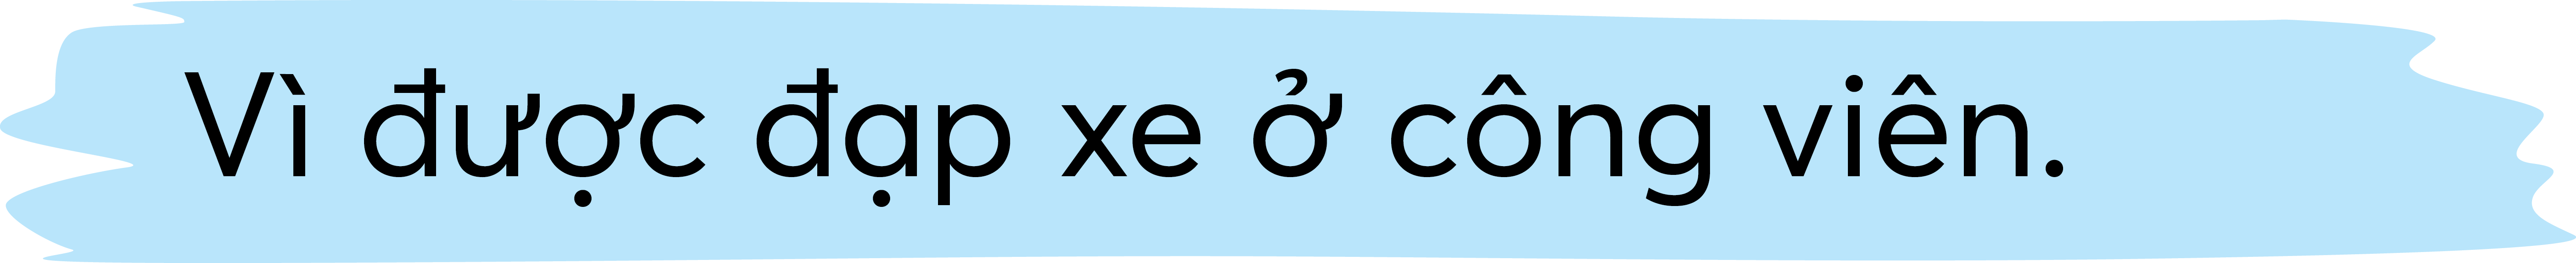 Vì được đạp xe ở công viên.